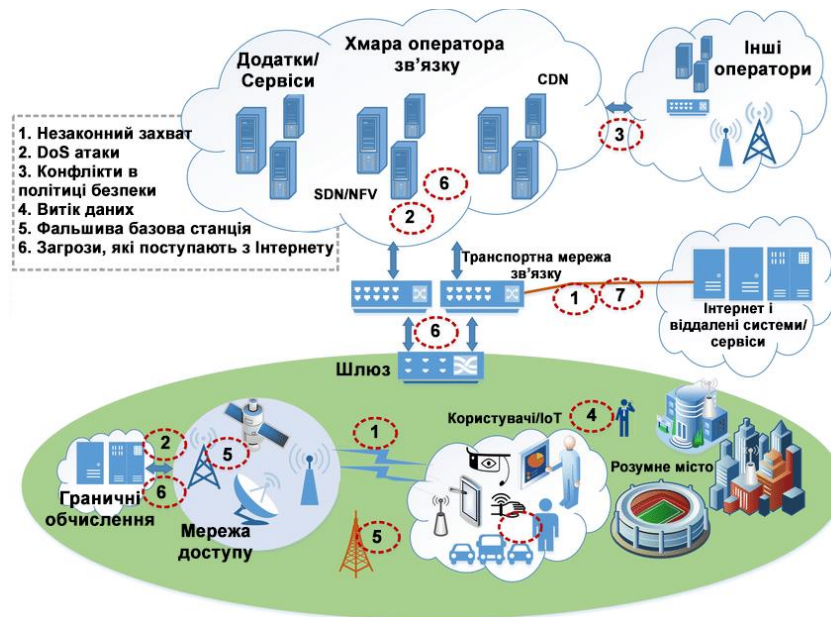 Додатки/
Сервіси
Хмара оператора
зв’язку
CDN
Інші
оператори
1. Незаконний захват
2. DoS атаки
3. Конфлікти в
політиці безпеки
4. Витік даних
5. Фальшива базова станція
6. Загрози, які поступають з Інтернету
3
SDN/NFV
6
2
Транспортна мережа
зв’язку
1
7
Інтернет і
віддалені системи/
сервіси
6
Шлюз
Користувачі/IoT
4
2
5
1
Розумне місто
6
Граничні
обчислення
Мережа
доступу
5